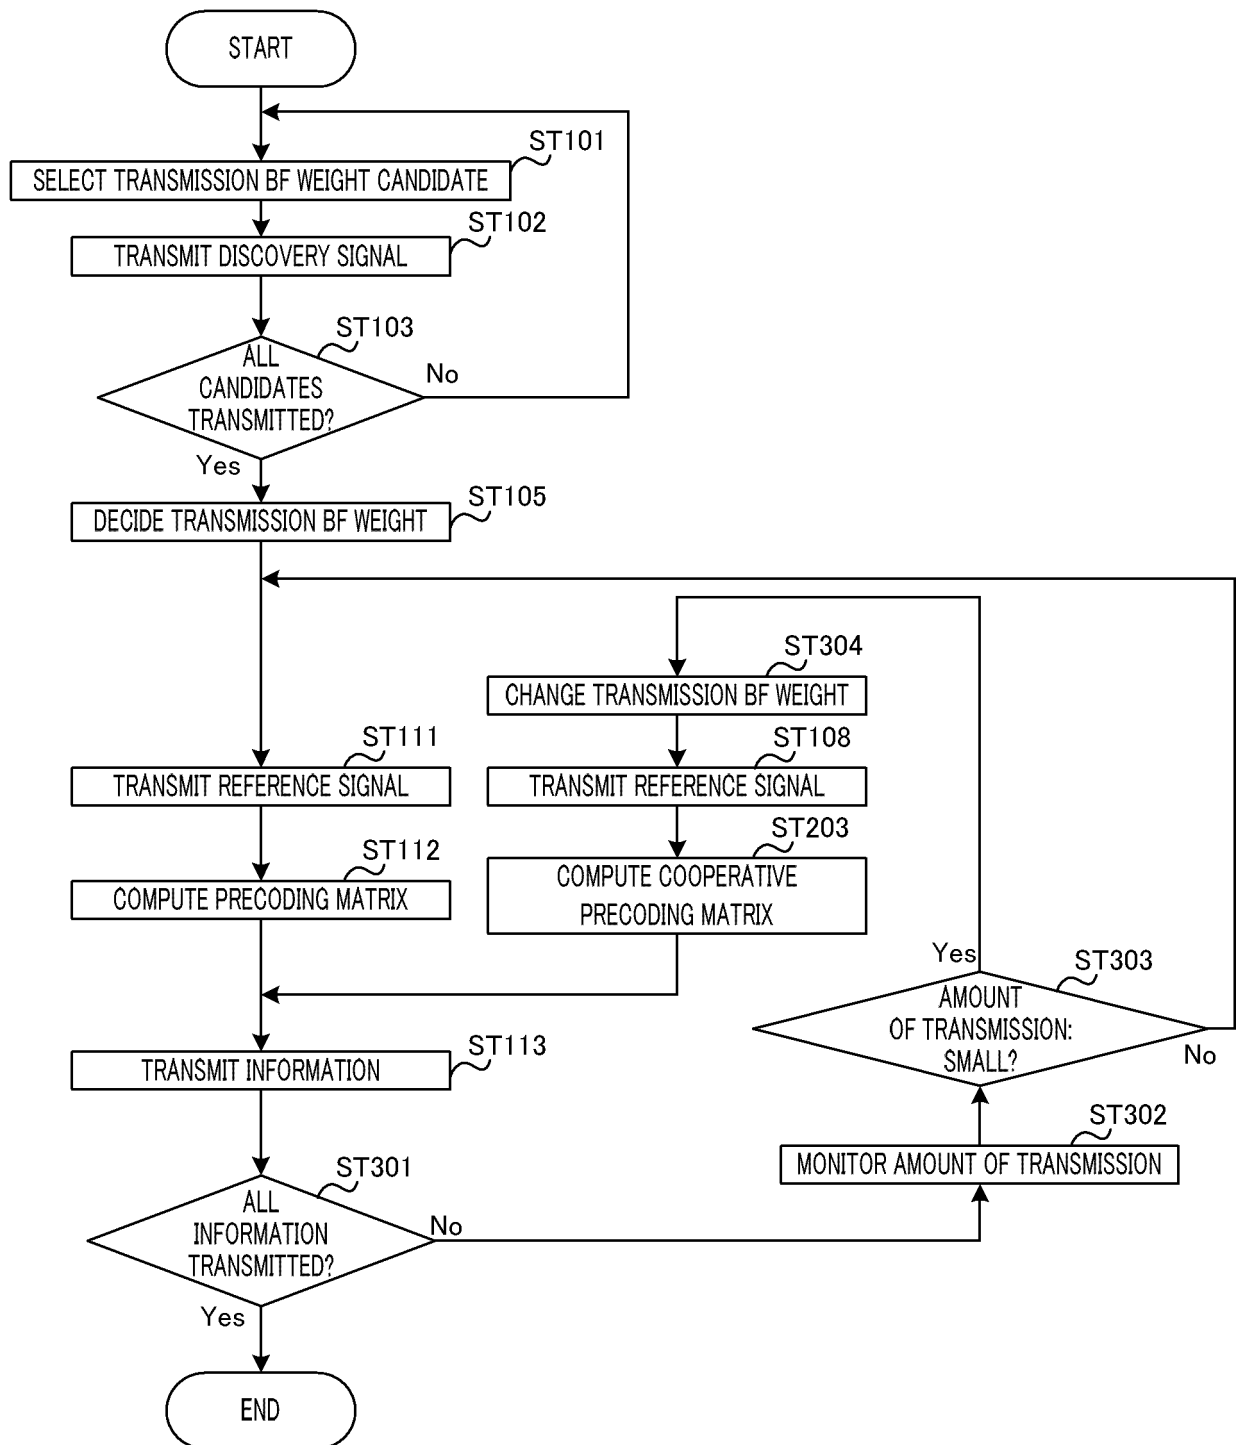 START
ST101
SELECT TRANSMISSION BF WEIGHT CANDIDATE
ST102
TRANSMIT DISCOVERY SIGNAL
ST103
ALL
CANDIDATES
TRANSMITTED?
No
Yes
ST105
DECIDE TRANSMISSION BF WEIGHT
ST304
CHANGE TRANSMISSION BF WEIGHT
ST111
TRANSMIT REFERENCE SIGNAL
ST108
TRANSMIT REFERENCE SIGNAL
ST112
COMPUTE PRECODING MATRIX
ST203
COMPUTE COOPERATIVE
PRECODING MATRIX
Yes
ST303
AMOUNT
OF TRANSMISSION:
SMALL?
No
ST113
TRANSMIT INFORMATION
ST302
MONITOR AMOUNT OF TRANSMISSION
ST301
ALL
INFORMATION
TRANSMITTED?
No
Yes
END